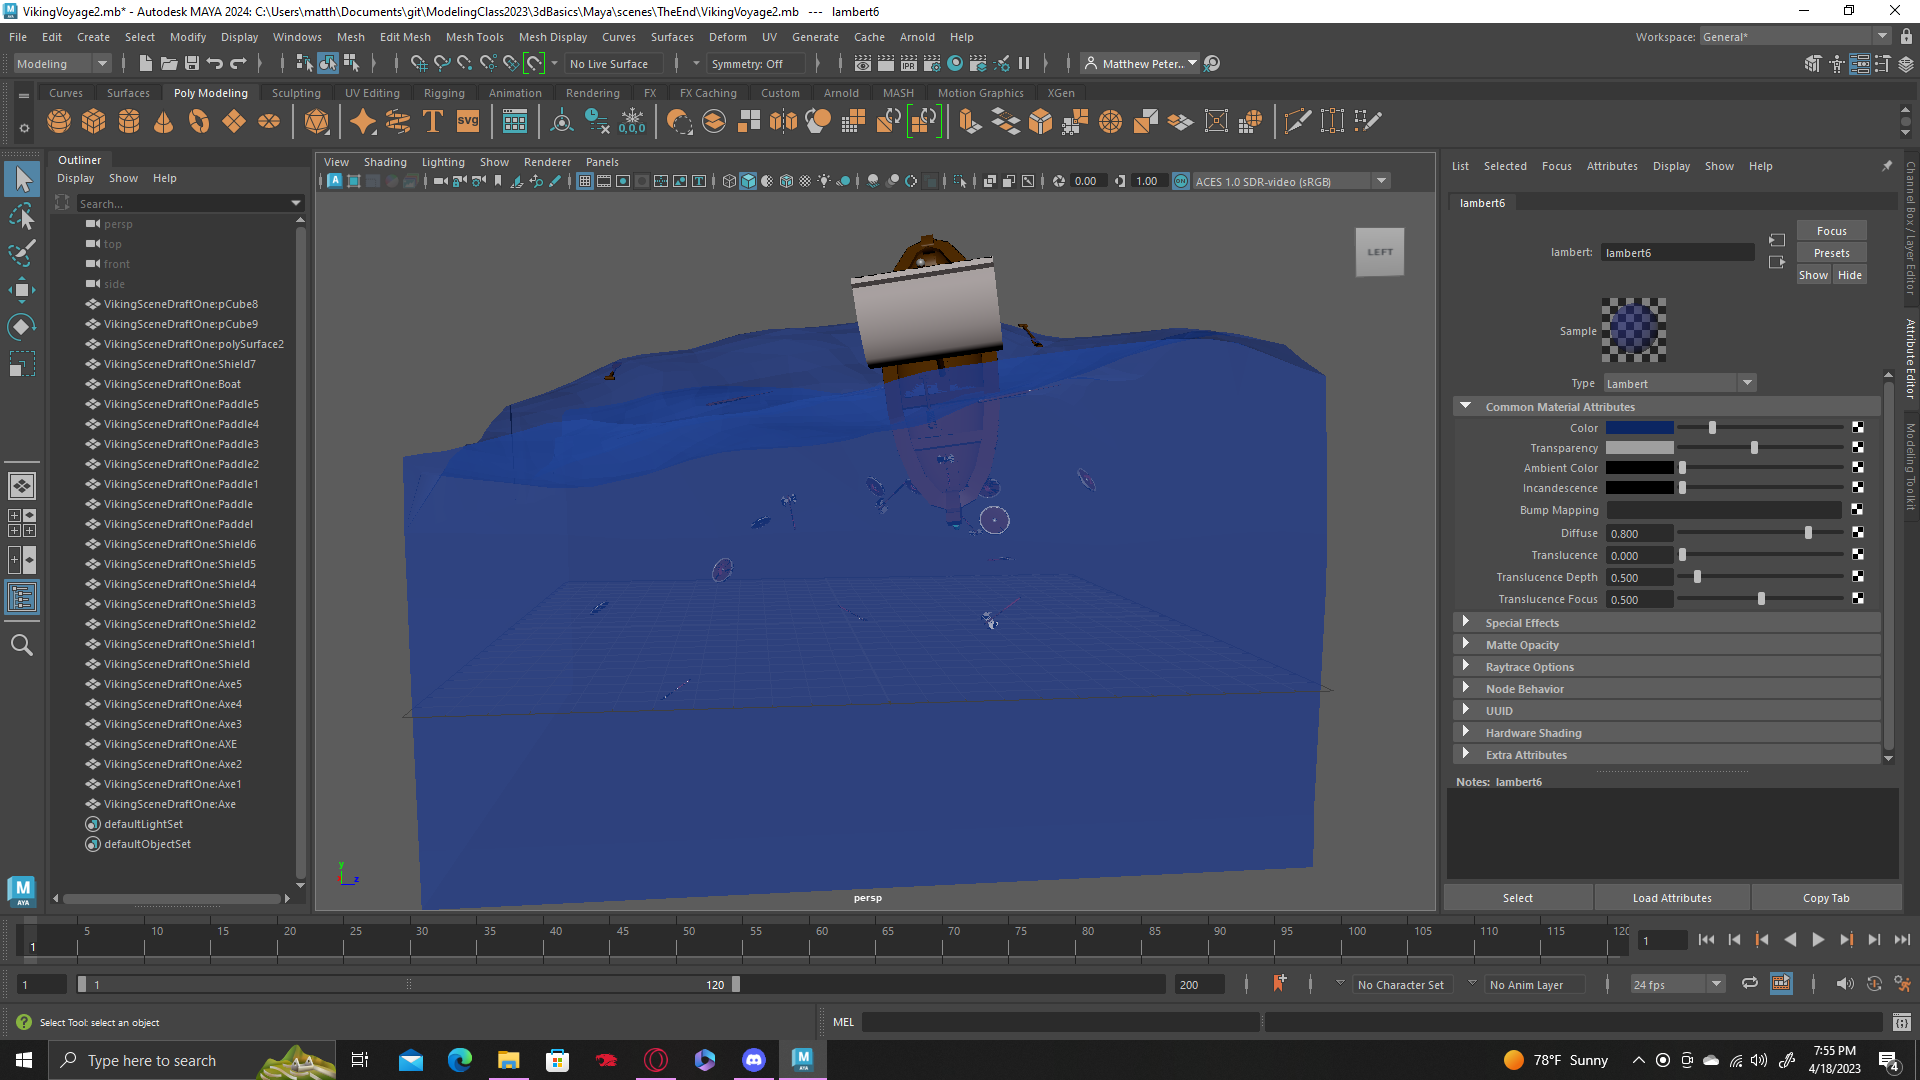 VikingVoyage2.mb* - Autodesk MAYA 2024: C:\Users\matth\Documents\git\ModelingClass2023\3dBasics\Maya\scenes\TheEnd\VikingVoyage2.mb --- lambert6
File Edit Create Select Modify Display Windows Mesh Edit Mesh Mesh Tools Mesh Display Curves Surfaces Deform UV Generate Cache Arnold Help
Workspace: General*
Modeling
No Live Surface
Symmetry: Off
IPR
Matthew Peter..
Curves Surfaces Poly Modeling Sculpting UV Editing Rigging Animation Rendering FX FX Caching Custom Arnold MASH Motion Graphics XGen
T
svg
0,0,0
Outliner
Display Show Help
Search...
persp
top
front
side
VikingSceneDraftOne:pCube8
VikingSceneDraftOne:pCube9
VikingSceneDraftOne:polySurface2
VikingSceneDraftOne:Shield7
VikingSceneDraftOne:Boat
VikingSceneDraftOne:Paddle5
VikingSceneDraftOne:Paddle4
VikingSceneDraftOne:Paddle3
VikingSceneDraftOne:Paddle2
VikingSceneDraftOne:Paddle1
VikingSceneDraftOne:Paddle
VikingSceneDraftOne:Paddel
VikingSceneDraftOne:Shield6
VikingSceneDraftOne:Shield5
VikingSceneDraftOne:Shield4
VikingSceneDraftOne:Shield3
VikingSceneDraftOne:Shield2
VikingSceneDraftOne:Shield1
VikingSceneDraftOne:Shield
VikingSceneDraftOne:Axe5
VikingSceneDraftOne:Axe4
VikingSceneDraftOne:Axe3
VikingSceneDraftOne:AXE
VikingSceneDraftOne:Axe2
VikingSceneDraftOne:Axe1
VikingSceneDraftOne:Axe
defaultLightSet
defaultObjectSet
M
AYA
View Shading Lighting Show Renderer Panels
0.00
1.00
ON
ACES 1.0 SDR-video (sRGB)
LEFT
y
z
persp
List Selected Focus Attributes Display Show Help
lambert6
lambert: lambert6
Focus
Presets
Show Hide
Sample
Type Lambert
Common Material Attributes
Color
Transparency
Ambient Color
Incandescence
Bump Mapping
Diffuse 0.800
Translucence 0.000
Translucence Depth 0.500
Translucence Focus 0.500
Special Effects
Matte Opacity
Raytrace Options
Node Behavior
UUID
Hardware Shading
Extra Attributes
Notes: lambert6
Select Load Attributes Copy Tab
Channel Box / Layer Editor
Attribute Editor
Modeling Toolkit
1
5 10 15 20 25 30 35 40 45 50 55 60 65 70 75 80 85 90 95 100 105 110 115 120
1
1
1
120
200
No Character Set
No Anim Layer
24 fps
Select Tool: select an object
MEL
Type here to search
78°F Sunny
7:55 PM
4/18/2023
4